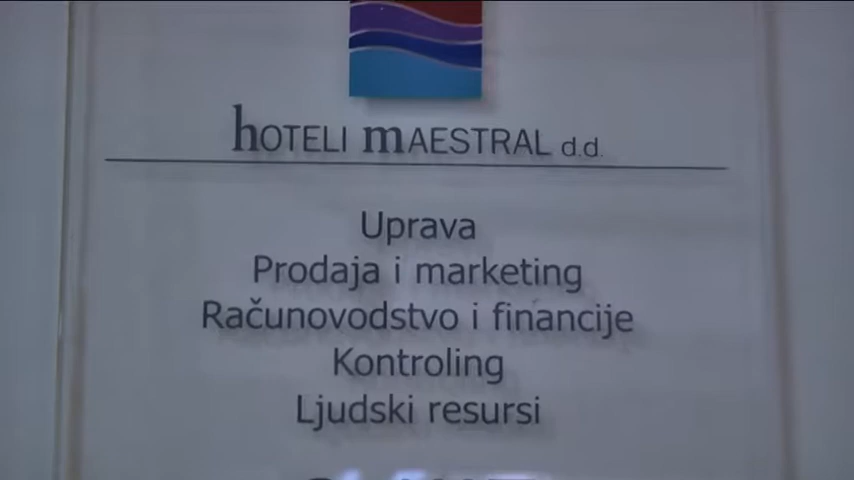 hOTELI mAESTRAL d.d.
Uprava
Prodaja i marketing
Računovodstvo i financije
Kontroling
Ljudski resursi